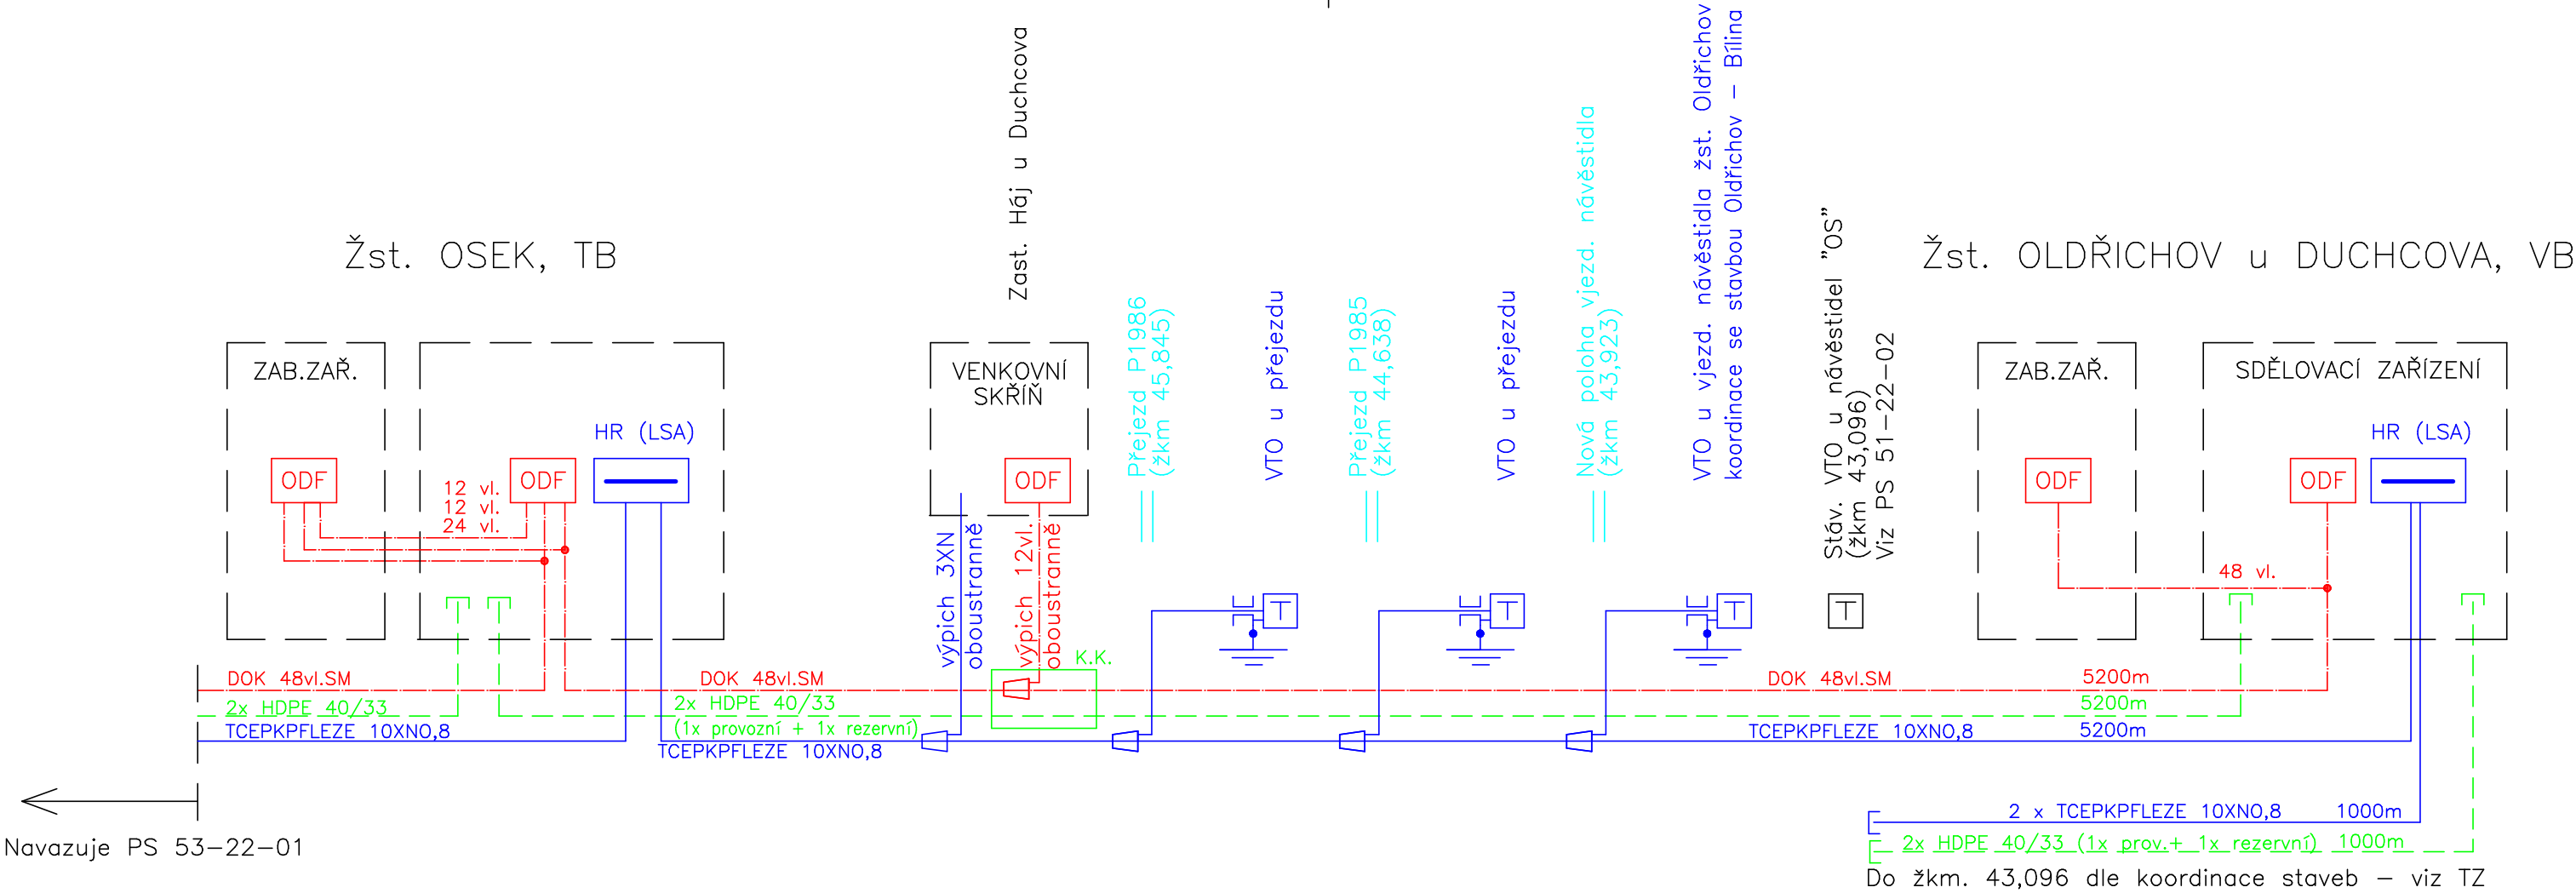 Žst. OSEK, TB
ZAB.ZAŘ.
HR (LSA)
ODF
ODF
12 vl.
12 vl.
24 vl.
Zast. Háj u Duchcova
VENKOVNÍ
SKŘÍŇ
ODF
výpich 3XN
oboustranně
výpich 12vl.
oboustranně
K.K.
Přejezd P1986
(žkm 45,845)
VTO u přejezdu
Přejezd P1985
(žkm 44,638)
VTO u přejezdu
Nová poloha vjezd. návěstidla
(žkm 43,923)
VTO u vjezd. návěstidla žst. Oldřichov
koordinace se stavbou Oldřichov – Bílina
Stáv. VTO u návěstidel "OS"
(žkm 43,096)
Viz PS 51–22–02
T
T
T
T
Žst. OLDŘICHOV u DUCHCOVA, VB
ZAB.ZAŘ.
SDĚLOVACÍ ZAŘÍZENÍ
HR (LSA)
ODF
ODF
48 vl.
DOK 48vl.SM
DOK 48vl.SM
DOK 48vl.SM
5200m
2x HDPE 40/33
2x HDPE 40/33
(1x provozní + 1x rezervní)
5200m
TCEPKPFLEZE 10XN0,8
TCEPKPFLEZE 10XN0,8
TCEPKPFLEZE 10XN0,8
5200m
2 x TCEPKPFLEZE 10XN0,8 1000m
2x HDPE 40/33 (1x prov.+ 1x rezervní) 1000m
Do žkm. 43,096 dle koordinace staveb – viz TZ
Navazuje PS 53–22–01